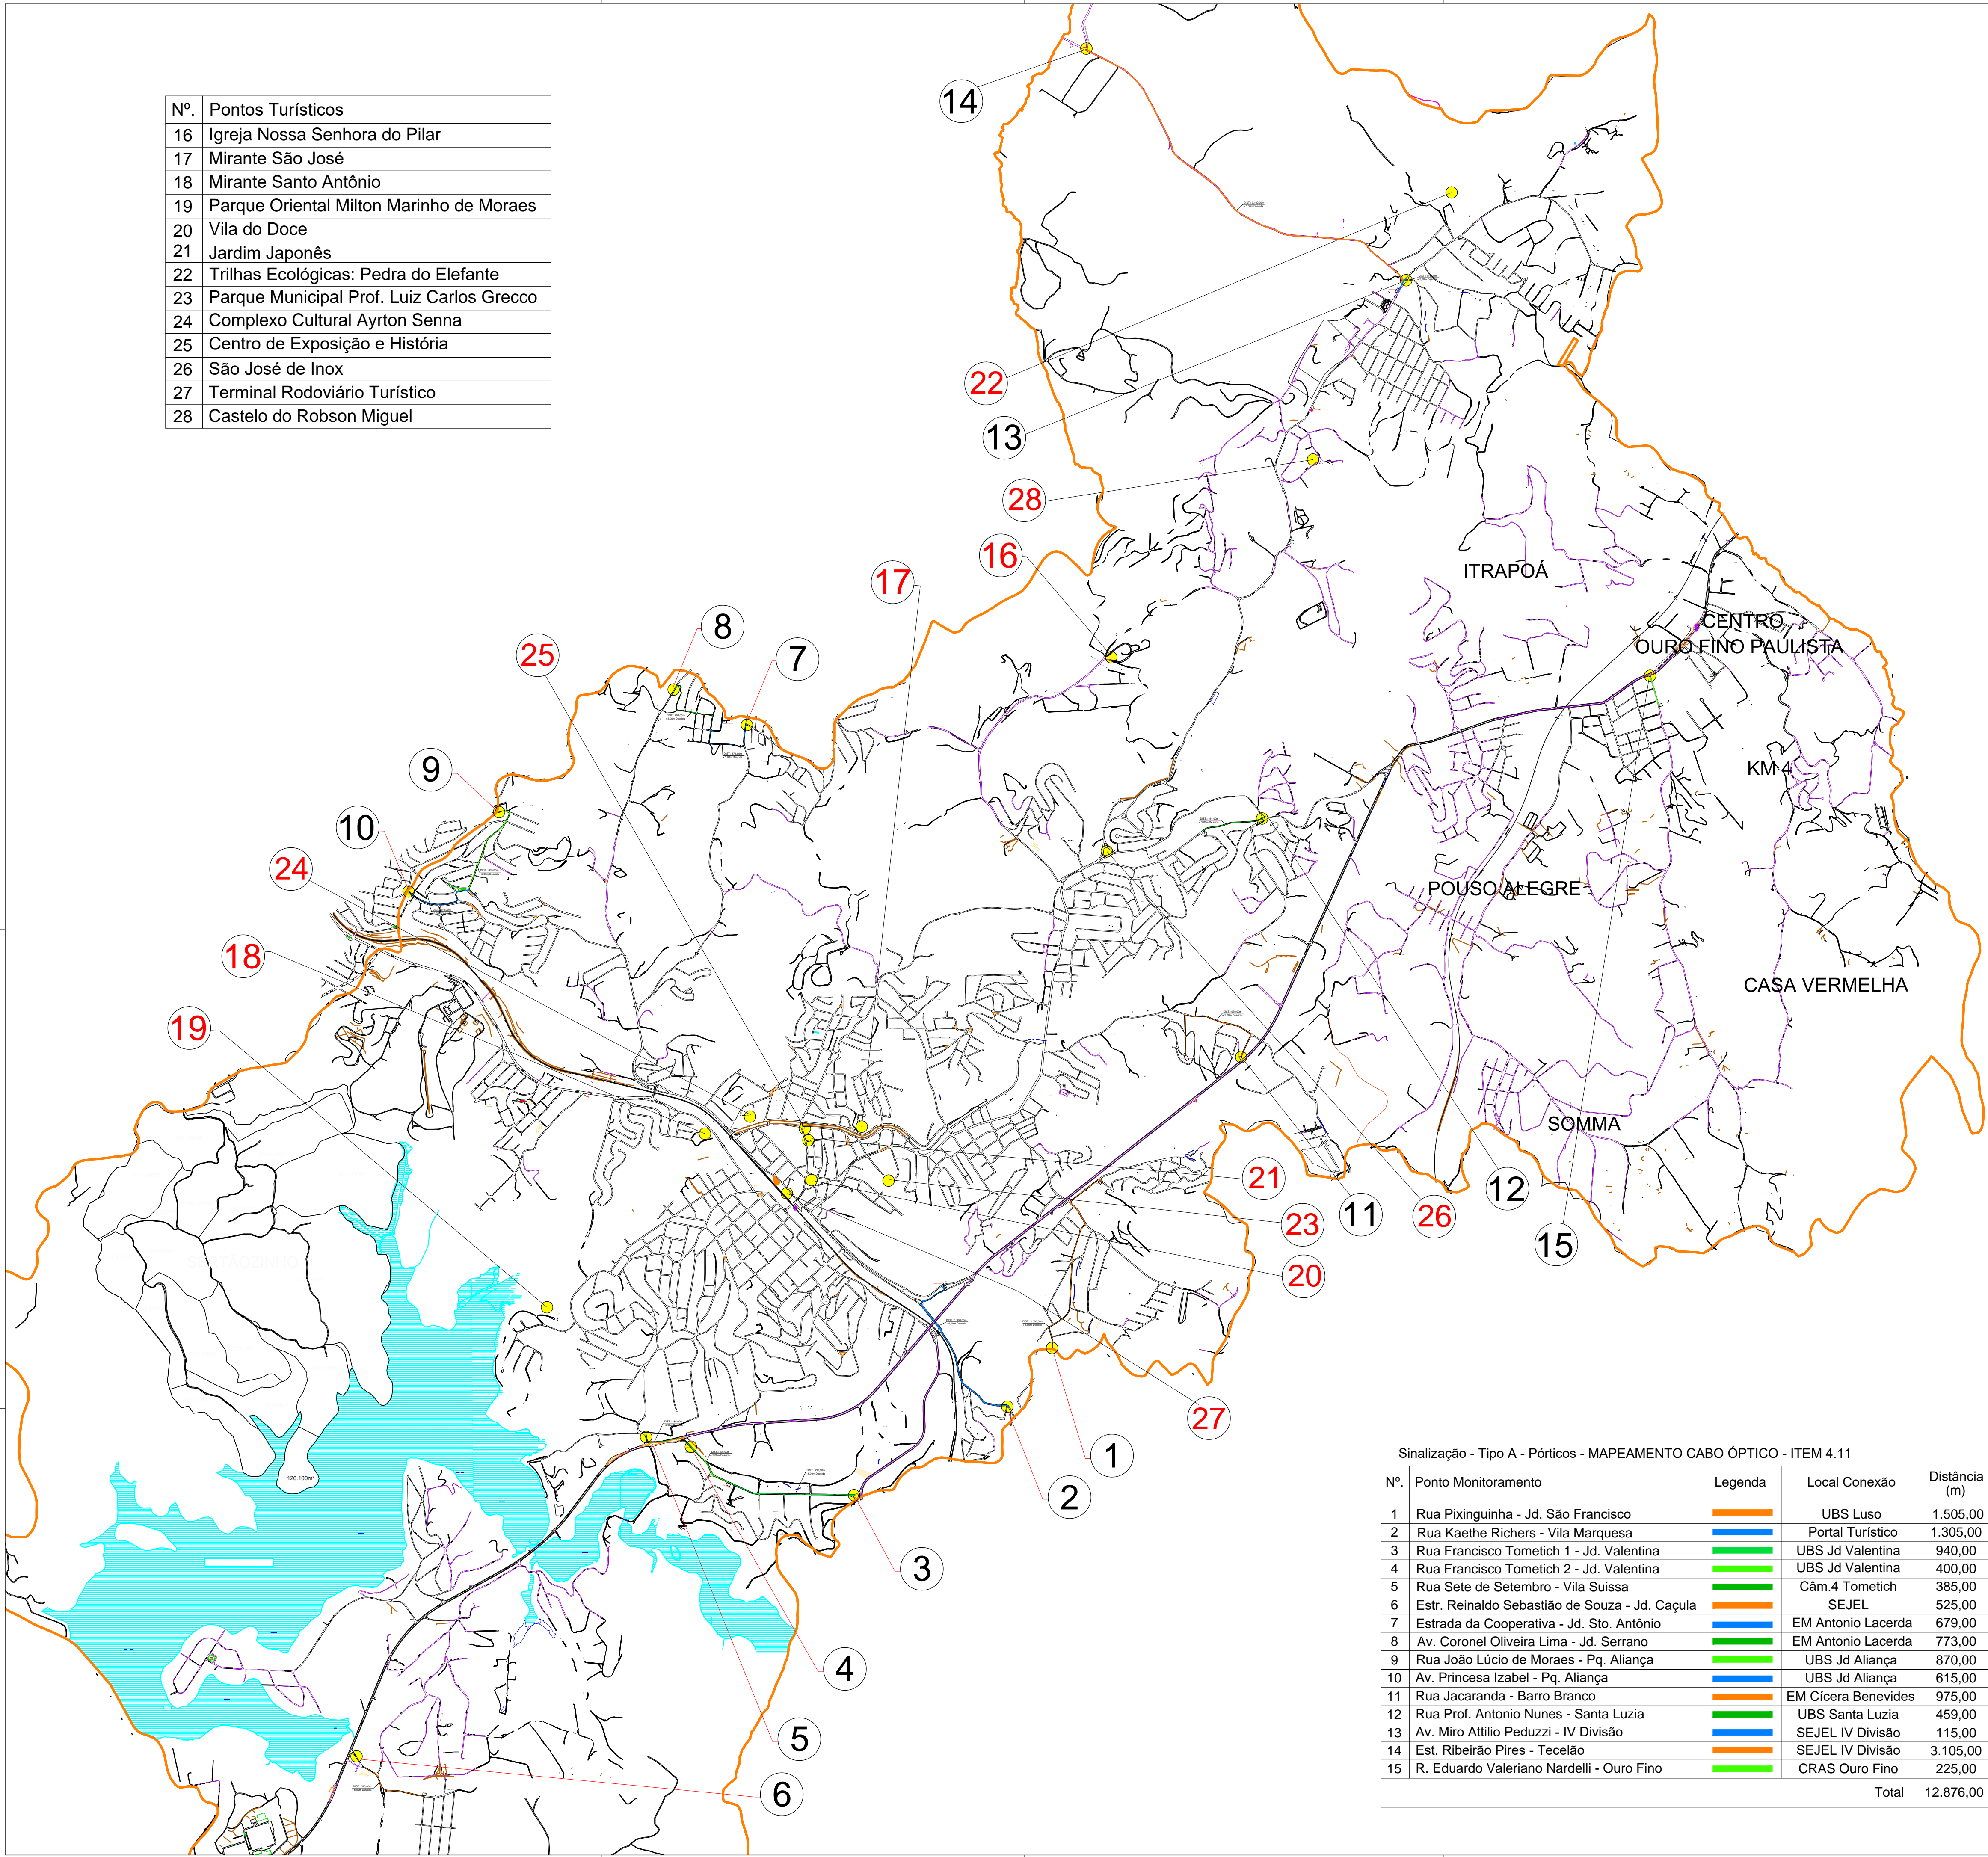 Nº. Pontos Turísticos
16 Igreja Nossa Senhora do Pilar
17 Mirante São José
18 Mirante Santo Antônio
19 Parque Oriental Milton Marinho de Moraes
20 Vila do Doce
21 Jardim Japonês
22 Trilhas Ecológicas: Pedra do Elefante
23 Parque Municipal Prof. Luiz Carlos Grecco
24 Complexo Cultural Ayrton Senna
25 Centro de Exposição e História
26 São José de Inox
27 Terminal Rodoviário Turístico
28 Castelo do Robson Miguel
14
22
13
28
16
17
8
25
7
9
10
24
18
19
ITRAPOÁ
CENTRO
OURO FINO PAULISTA
KM 4
POUSO ALEGRE
CASA VERMELHA
SOMMA
21
12
11
26
23
15
20
27
1
2
3
4
5
6
126.100m²
Sinalização - Tipo A - Pórticos - MAPEAMENTO CABO ÓPTICO - ITEM 4.11
Nº. Ponto Monitoramento Legenda Local Conexão Distância (m)
1 Rua Pixinguinha - Jd. São Francisco UBS Luso 1.505,00
2 Rua Kaethe Richers - Vila Marquesa Portal Turístico 1.305,00
3 Rua Francisco Tometich 1 - Jd. Valentina UBS Jd Valentina 940,00
4 Rua Francisco Tometich 2 - Jd. Valentina UBS Jd Valentina 400,00
5 Rua Sete de Setembro - Vila Suissa Câm.4 Tometich 385,00
6 Estr. Reinaldo Sebastião de Souza - Jd. Caçula SEJEL 525,00
7 Estrada da Cooperativa - Jd. Sto. Antônio EM Antonio Lacerda 679,00
8 Av. Coronel Oliveira Lima - Jd. Serrano EM Antonio Lacerda 773,00
9 Rua João Lúcio de Moraes - Pq. Aliança UBS Jd Aliança 870,00
10 Av. Princesa Izabel - Pq. Aliança UBS Jd Aliança 615,00
11 Rua Jacaranda - Barro Branco EM Cícera Benevides 975,00
12 Rua Prof. Antonio Nunes - Santa Luzia UBS Santa Luzia 459,00
13 Av. Miro Attilio Peduzzi - IV Divisão SEJEL IV Divisão 115,00
14 Est. Ribeirão Pires - Tecelão SEJEL IV Divisão 3.105,00
15 R. Eduardo Valeriano Nardelli - Ouro Fino CRAS Ouro Fino 225,00
Total 12.876,00